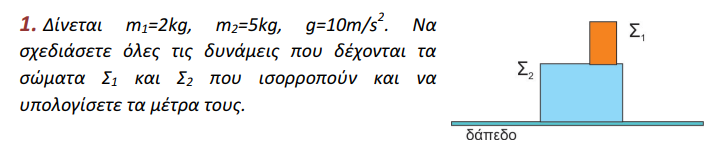 1. Δίνεται m₁=2kg, m₂=5kg, g=10m/s². Να
σχεδιάσετε όλες τις δυνάμεις που δέχονται τα
σώματα Σ₁ και Σ₂ που ισορροπούν και να
υπολογίσετε τα μέτρα τους.
Σ₁
Σ₂
δάπεδο